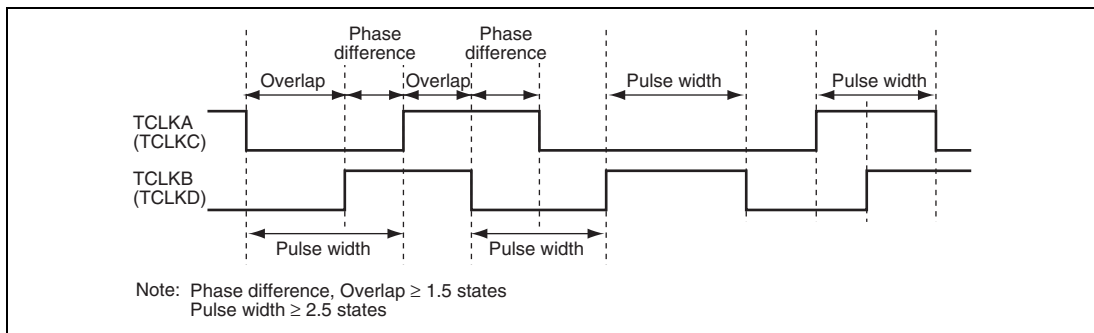 Phase difference
Phase difference
Overlap
Overlap
Pulse width
Pulse width
TCLKA
(TCLKC)
TCLKB
(TCLKD)
Pulse width
Pulse width
Note: Phase difference, Overlap ≥ 1.5 states
Pulse width ≥ 2.5 states